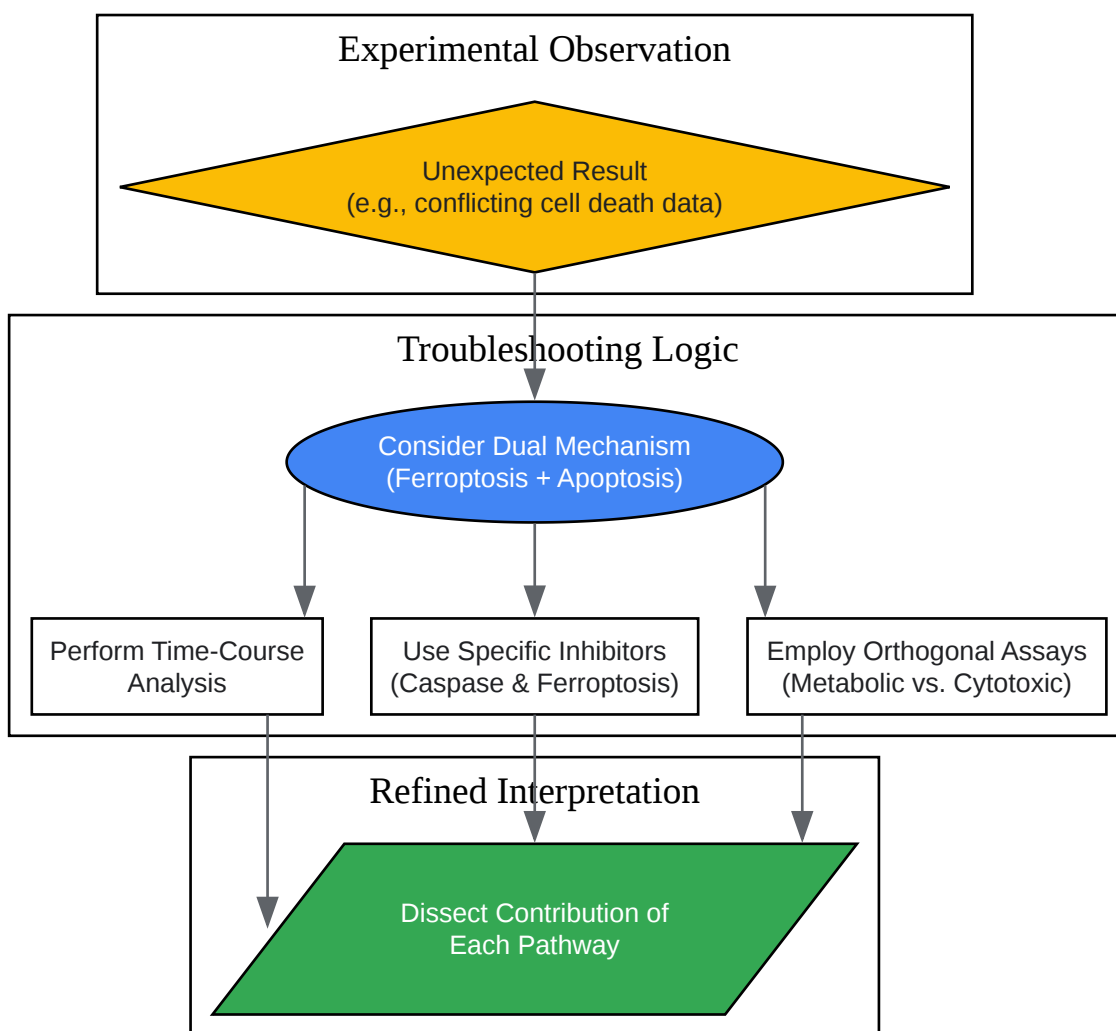 Experimental Observation
Unexpected Result
(e.g., conflicting cell death data)
Troubleshooting Logic
Consider Dual Mechanism
(Ferroptosis + Apoptosis)
Perform Time-Course
Analysis
Use Specific Inhibitors
(Caspase & Ferroptosis)
Employ Orthogonal Assays
(Metabolic vs. Cytotoxic)
Refined Interpretation
Dissect Contribution of
Each Pathway